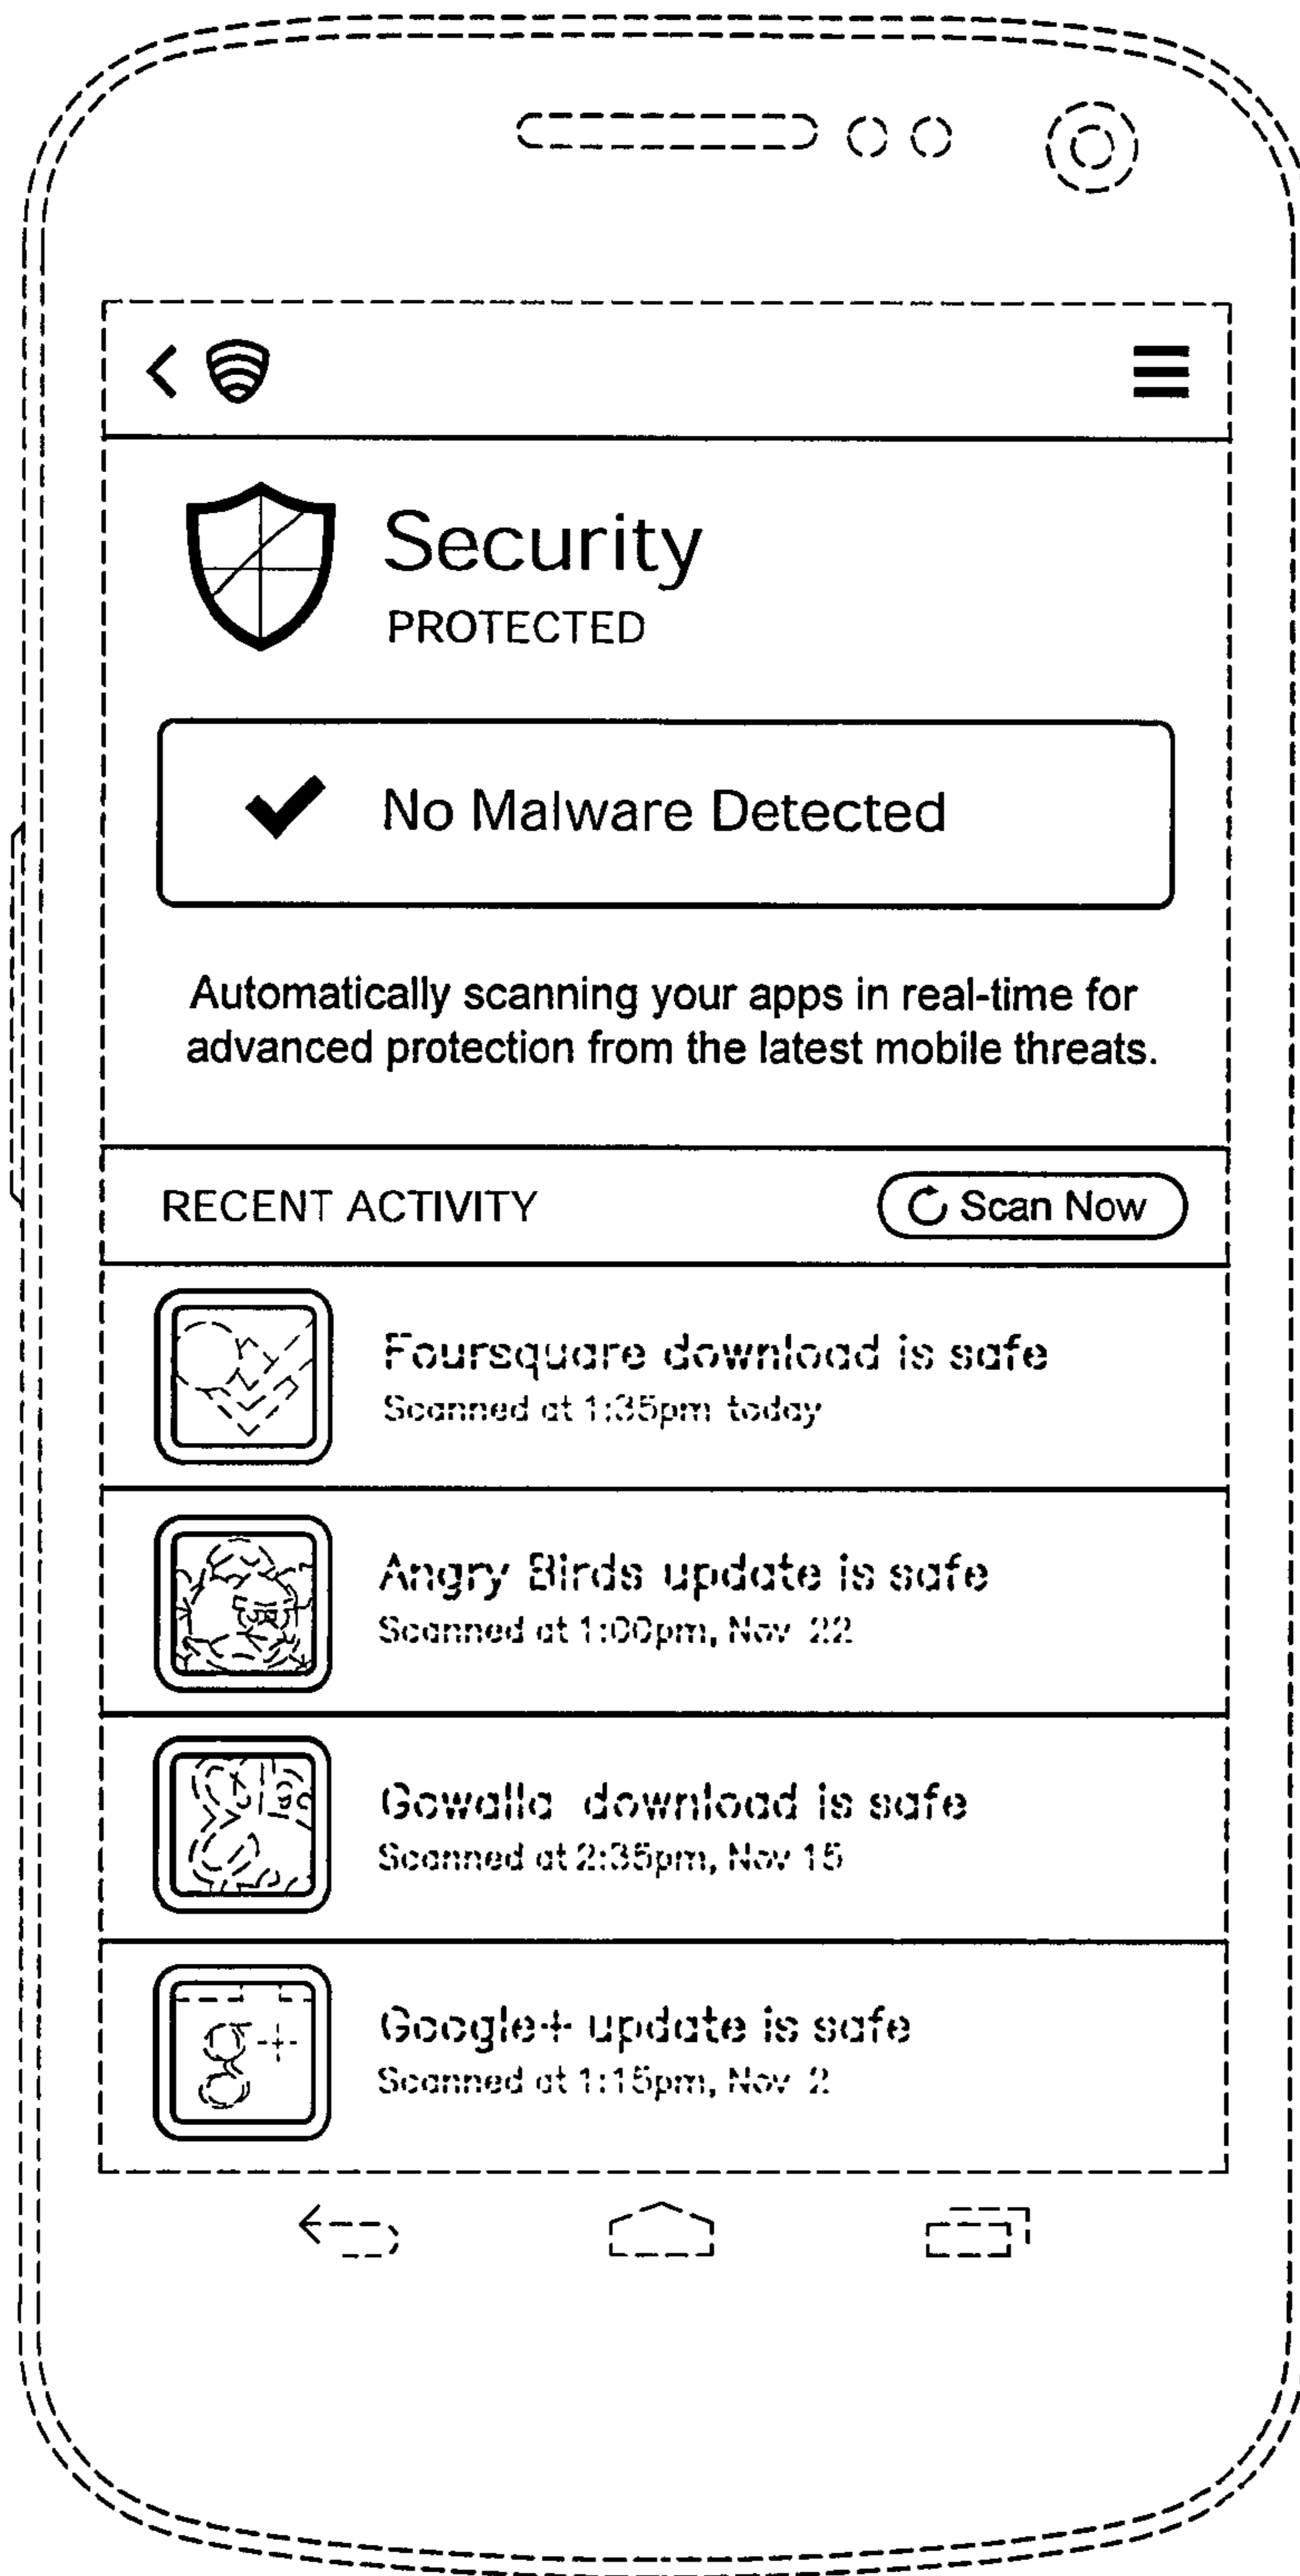 Security
PROTECTED
No Malware Detected
Automatically scanning your apps in real-time for
advanced protection from the latest mobile threats.
RECENT ACTIVITY
Scan Now
Foursquare download is safe
Scanned at 1:35pm today
Angry Birds update is safe
Scanned at 1:00pm, Nov 22
Gowalla download is safe
Scanned at 2:35pm, Nov 15
g+
Google+ update is safe
Scanned at 1:15pm, Nov 2